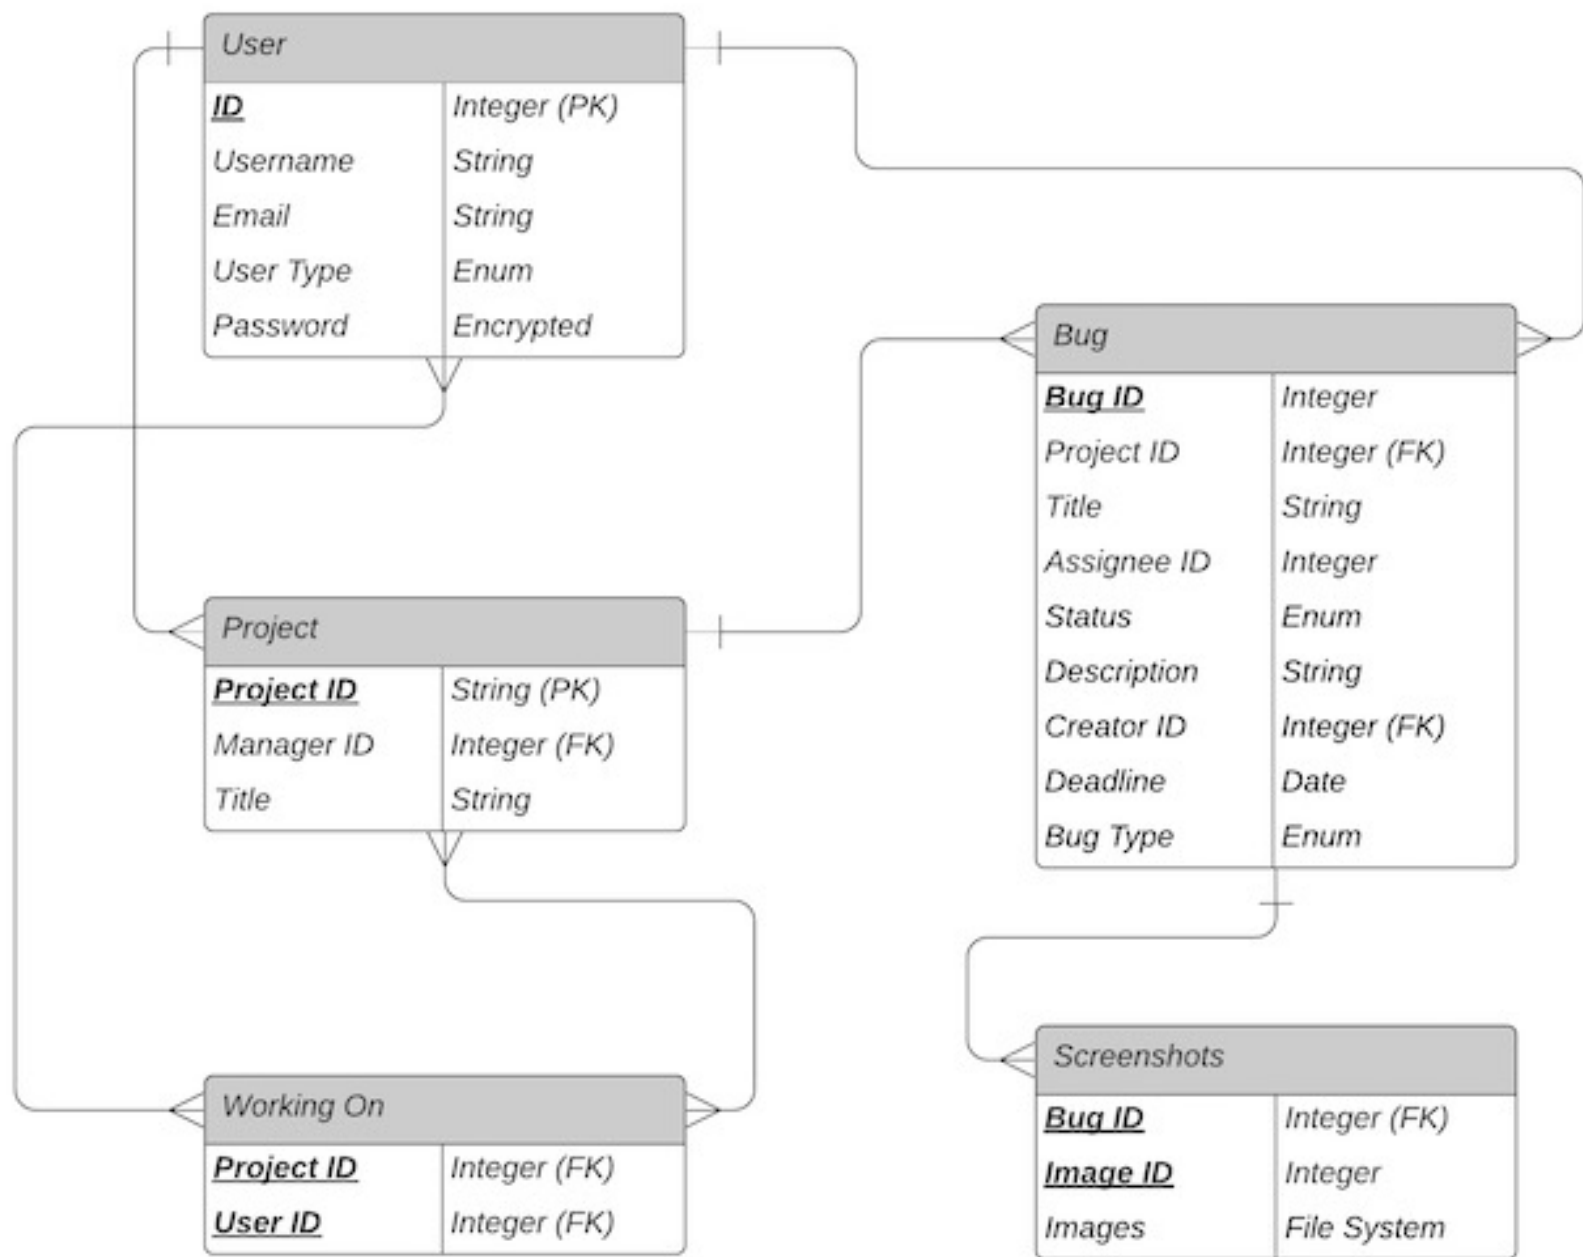 User
ID Integer (PK)
Username String
Email String
User Type Enum
Password Encrypted
Bug
Bug ID Integer
Project ID Integer (FK)
Title String
Assignee ID Integer
Status Enum
Description String
Creator ID Integer (FK)
Deadline Date
Bug Type Enum
Project
Project ID String (PK)
Manager ID Integer (FK)
Title String
Working On
Project ID Integer (FK)
User ID Integer (FK)
Screenshots
Bug ID Integer (FK)
Image ID Integer
Images File System